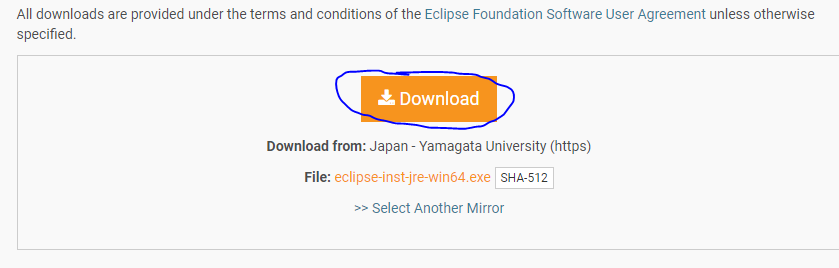 All downloads are provided under the terms and conditions of the Eclipse Foundation Software User Agreement unless otherwise
specified.
Download
Download from: Japan - Yamagata University (https)
File: eclipse-inst-jre-win64.exe SHA-512
>> Select Another Mirror